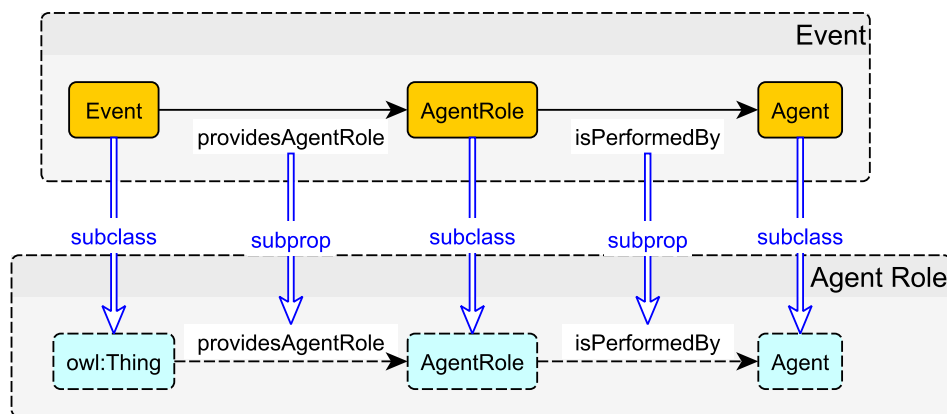 Event
Event
AgentRole
Agent
providesAgentRole
isPerformedBy
subclass
subprop
subclass
subprop
subclass
Agent Role
providesAgentRole
isPerformedBy
owl:Thing
AgentRole
Agent